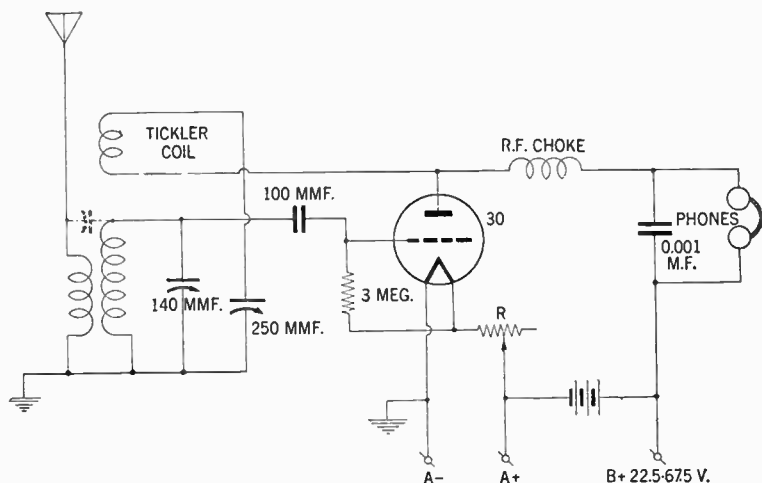 TICKLER
COIL
R.F. CHOKE
100 MMF.
30
PHONES
0.001
M.F.
3 MEG.
140 MMF.
250 MMF.
R
A-
A+
B+ 22.5-67.5 V.